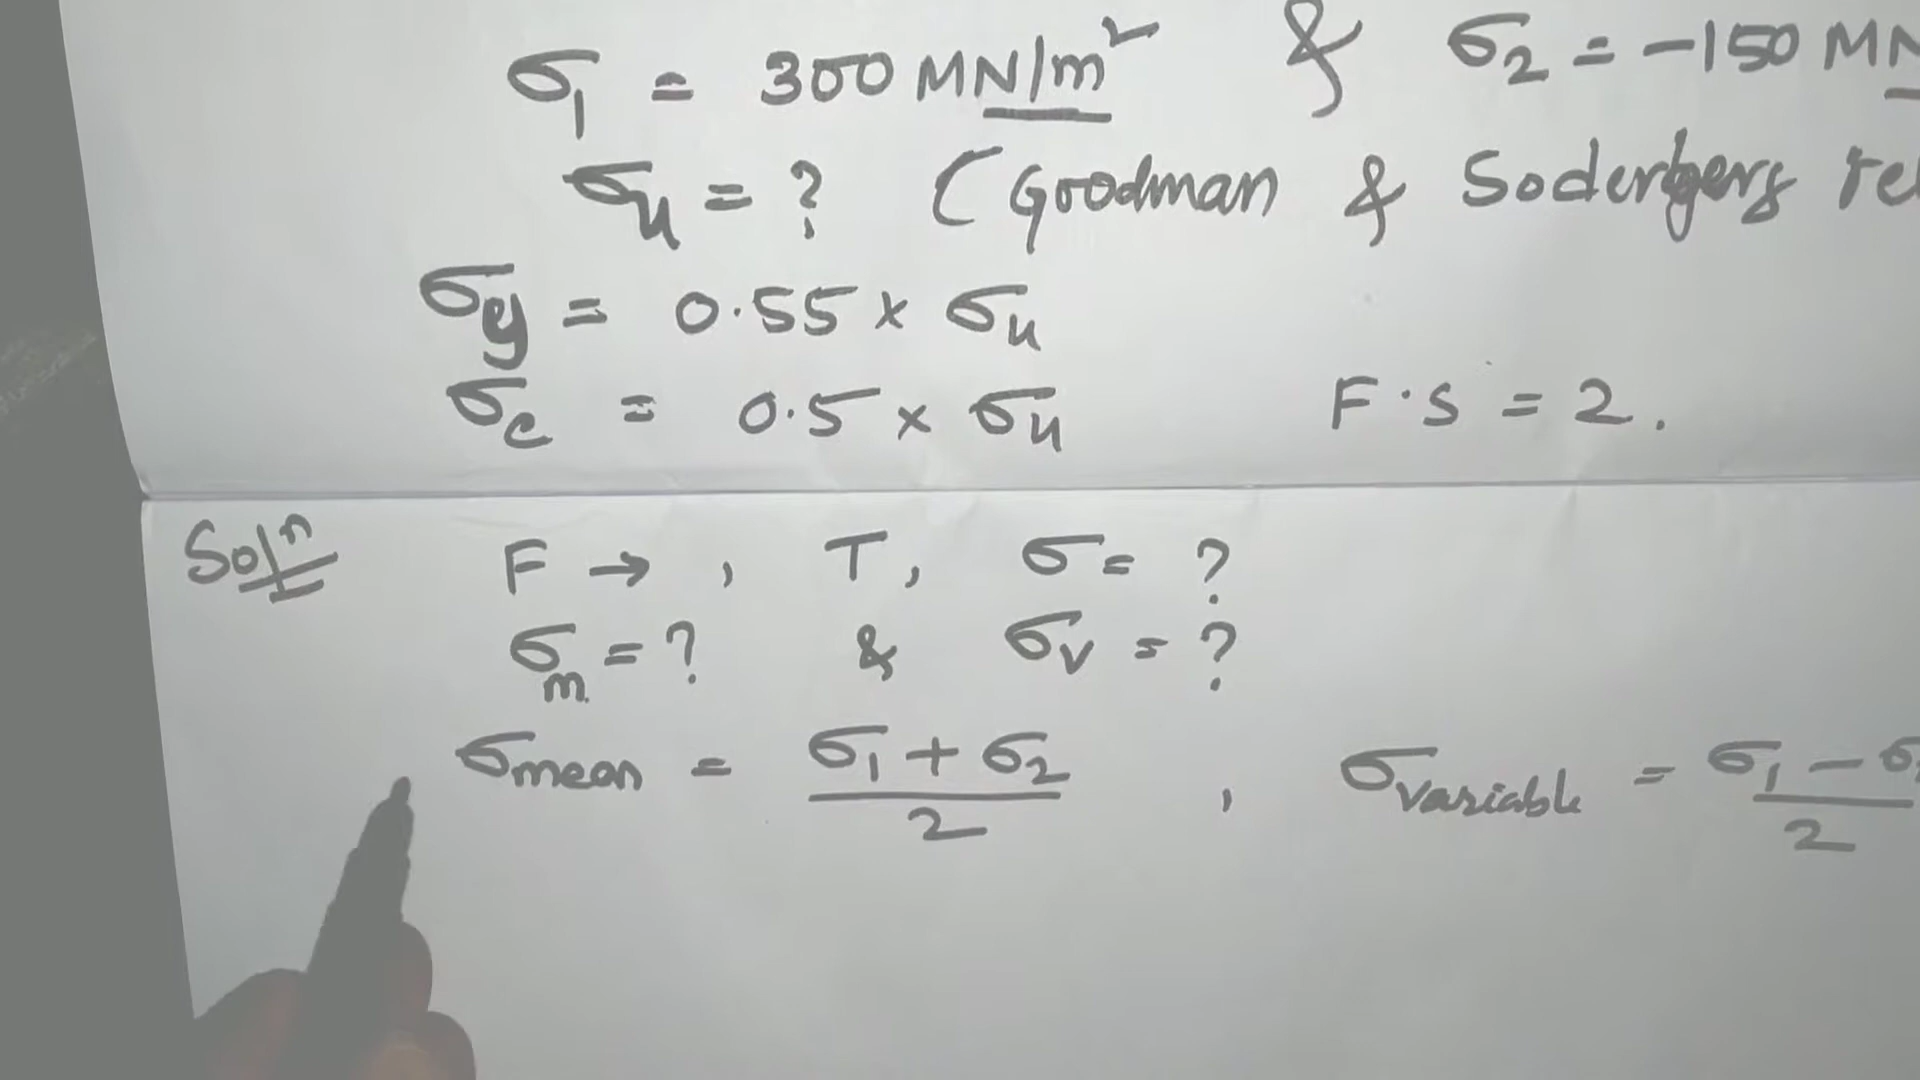 σ₁ = 300 MN/m² & σ₂ = -150 MN
σu = ? (Goodman & Soderberg rel
σy = 0.55 × σu
σe = 0.5 × σu F.S = 2.
Solⁿ F → , T, σ = ?
σm = ? & σv = ?
σmean = (σ₁ + σ₂)/2 , σvariable = (σ₁ - σ)/2